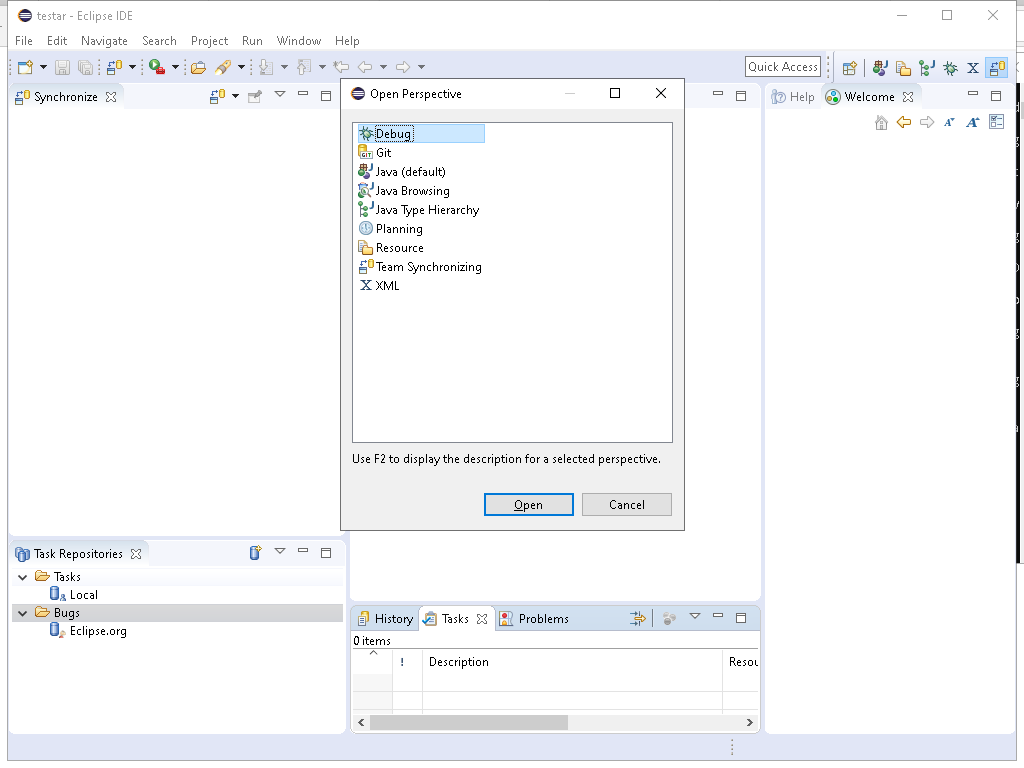 testar - Eclipse IDE
File Edit Navigate Search Project Run Window Help
Quick Access
Synchronize
Open Perspective
Help Welcome
Debug
Git
Java (default)
Java Browsing
Java Type Hierarchy
Planning
Resource
Team Synchronizing
XML
Use F2 to display the description for a selected perspective.
Open Cancel
Task Repositories
Tasks
Local
Bugs
Eclipse.org
History Tasks Problems
0 items
! Description Resou